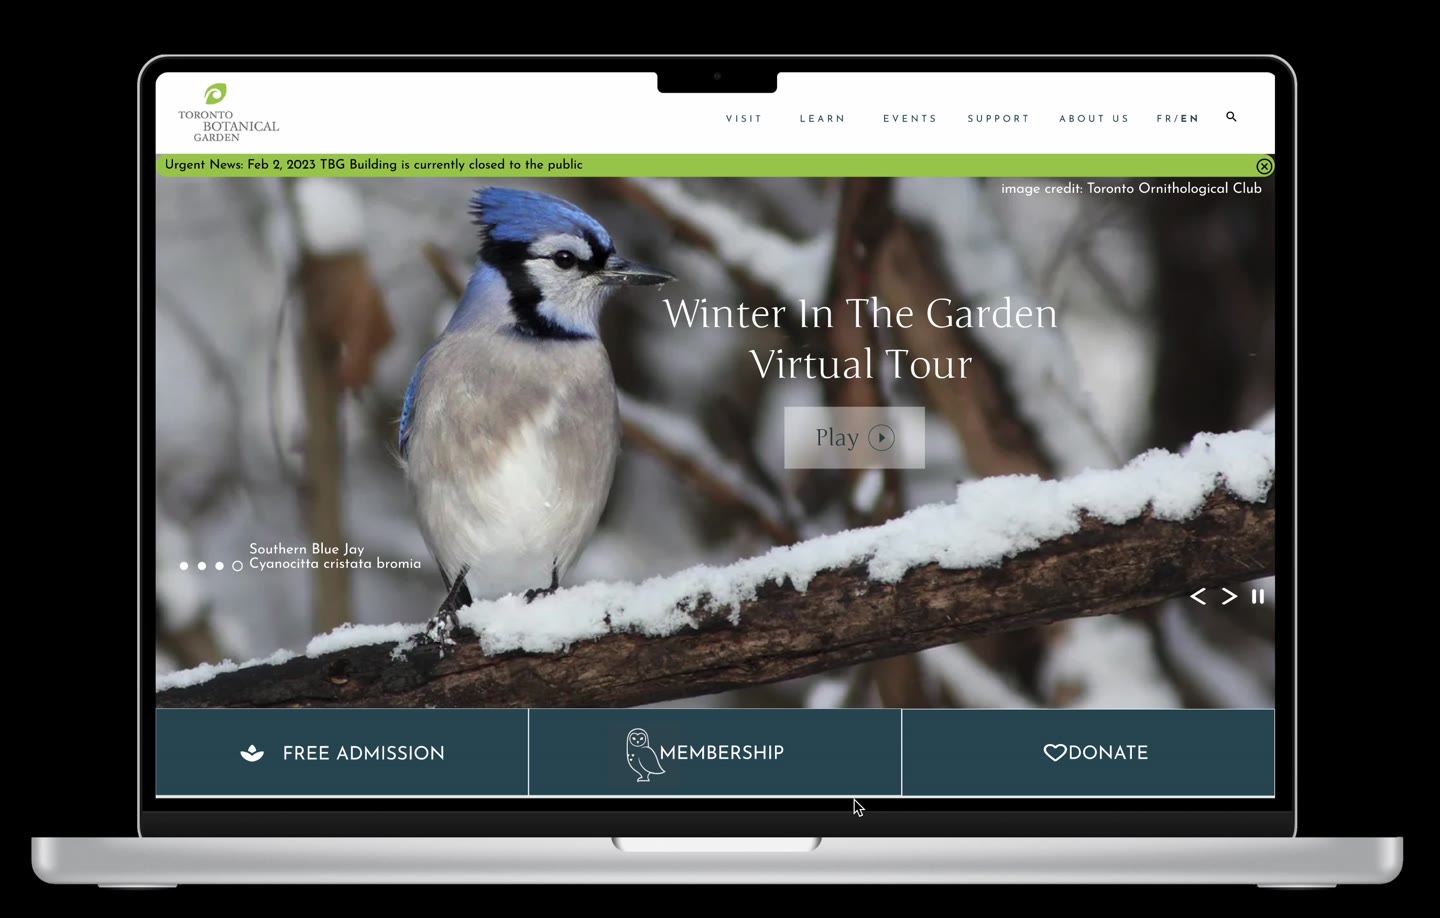 TORONTO
BOTANICAL
GARDEN
VISIT LEARN EVENTS SUPPORT ABOUT US FR/EN
Urgent News: Feb 2, 2023 TBG Building is currently closed to the public
image credit: Toronto Ornithological Club
Winter In The Garden
Virtual Tour
Play
Southern Blue Jay
Cyanocitta cristata bromia
FREE ADMISSION
MEMBERSHIP
DONATE